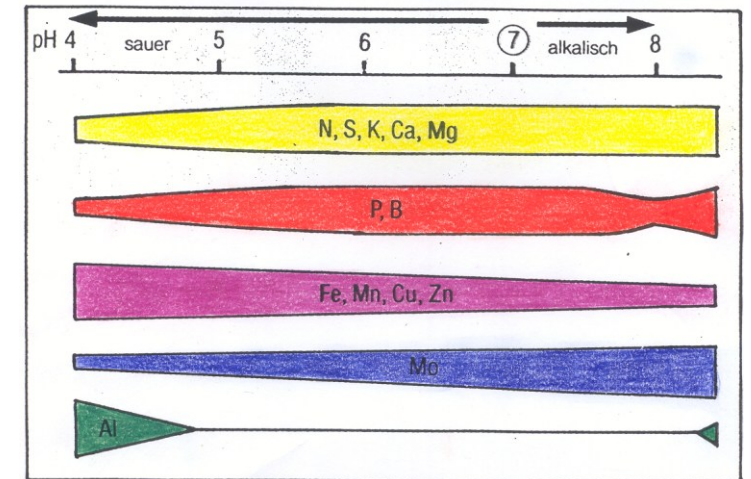 pH 4 sauer 5 6 7 alkalisch 8
N, S, K, Ca, Mg
P, B
Fe, Mn, Cu, Zn
Mo
Al